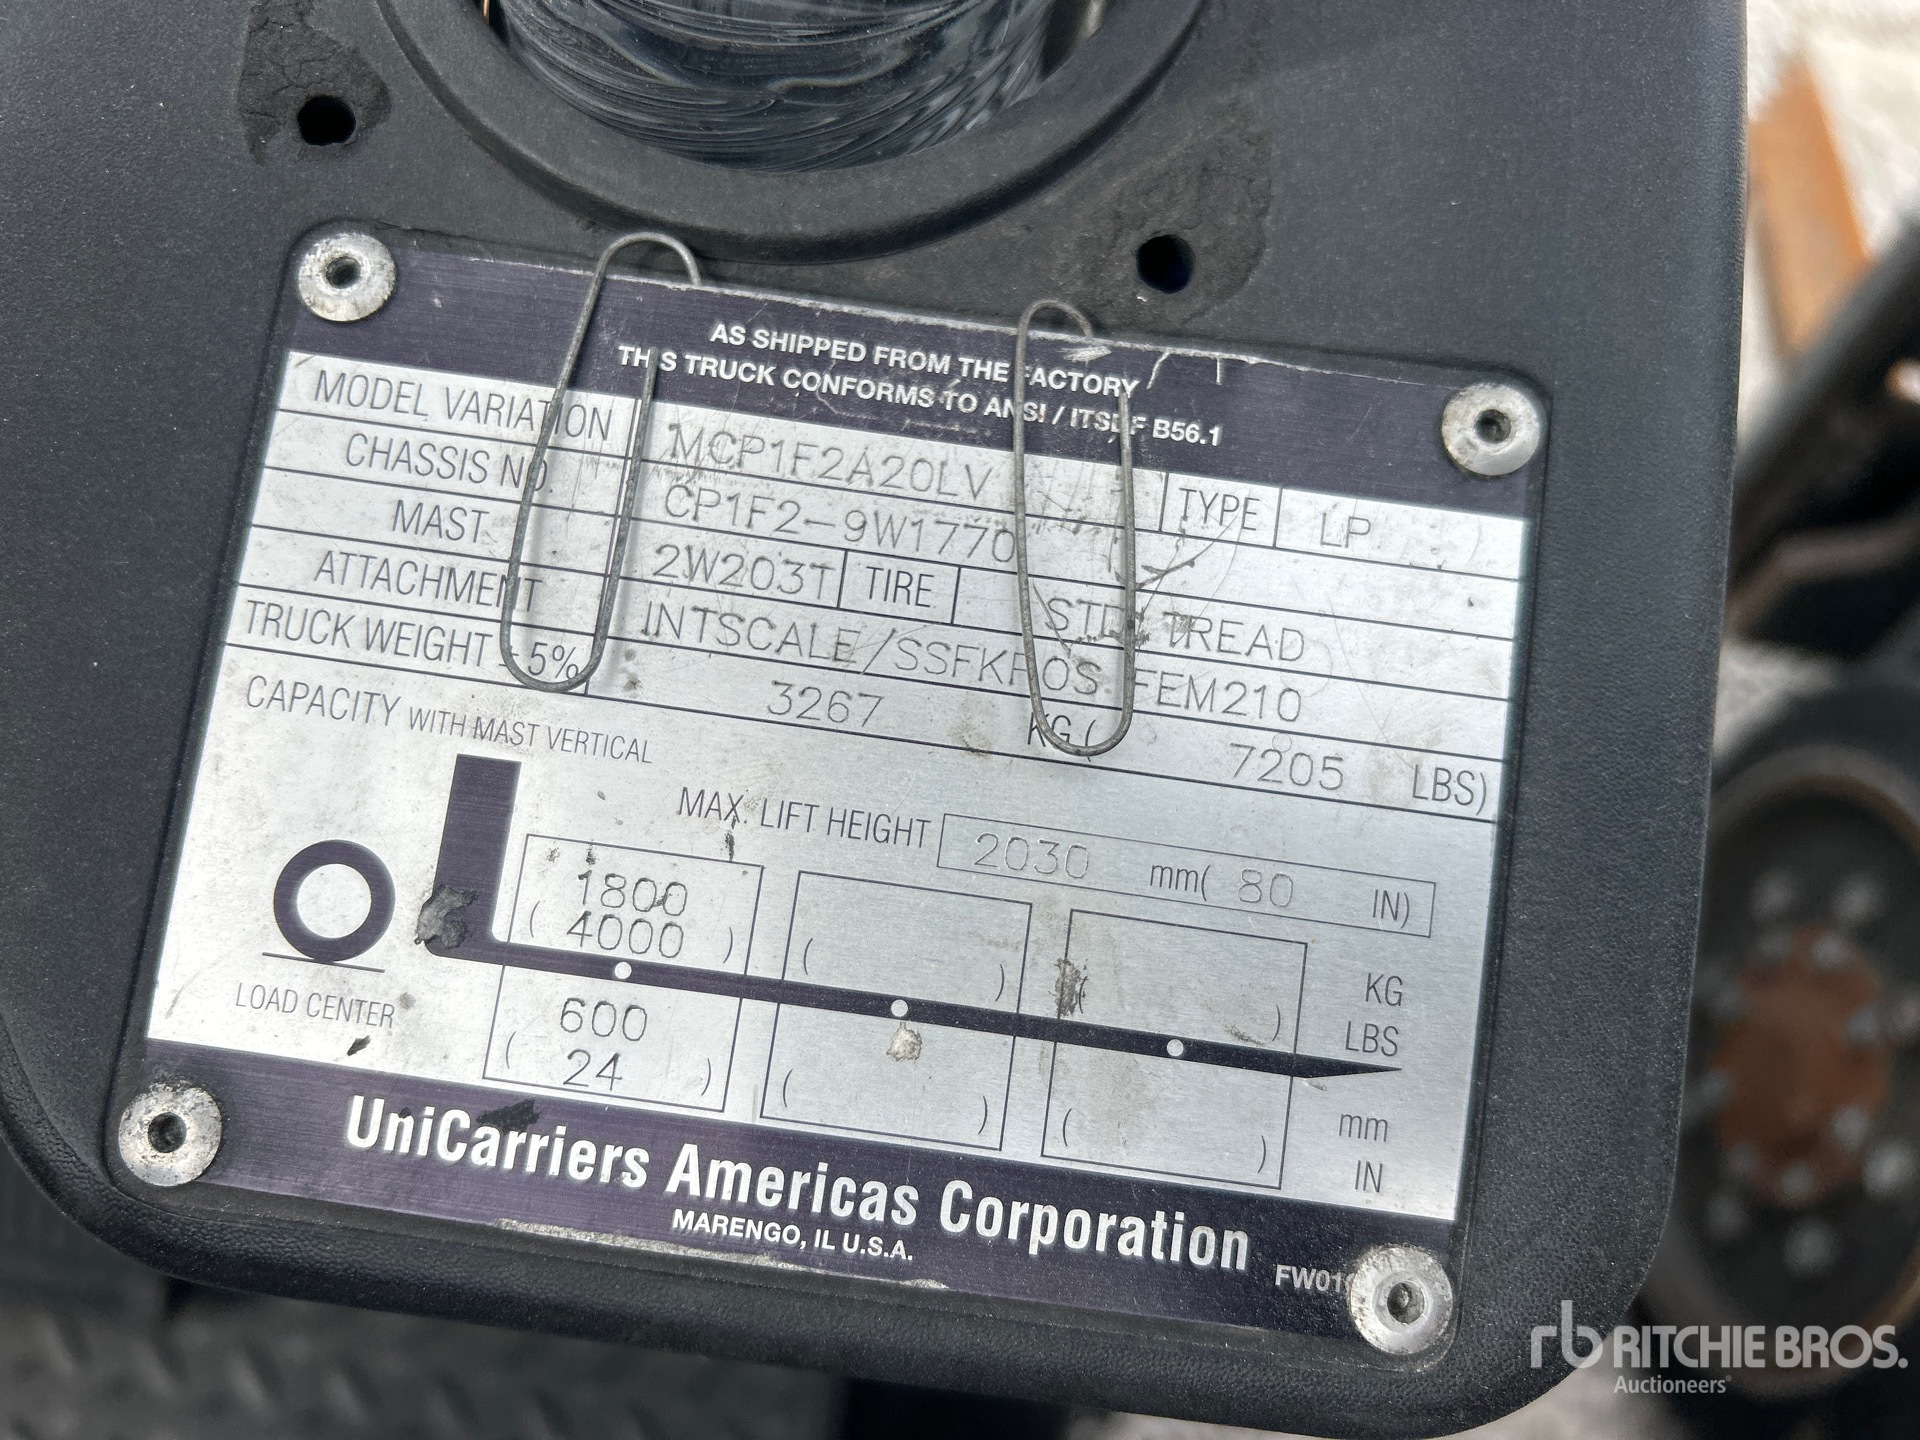 AS SHIPPED FROM THE FACTORY
THIS TRUCK CONFORMS TO ANSI / ITSDF B56.1
MODEL VARIATION MCP1F2A20LV TYPE LP
CHASSIS NO. CP1F2-9W1770
MAST 2W203T TIRE STD TREAD
ATTACHMENT INTSCALE/SSFKPOS FEM210
TRUCK WEIGHT ± 5% 3267 KG ( 7205 LBS)
CAPACITY WITH MAST VERTICAL
MAX. LIFT HEIGHT 2030 mm( 80 IN)
1800 KG
( 4000 ) ( ) ( ) LBS
LOAD CENTER 600 mm
( 24 ) ( ) ( ) IN
UniCarriers Americas Corporation
MARENGO, IL U.S.A.
rb RITCHIE BROS.
Auctioneers